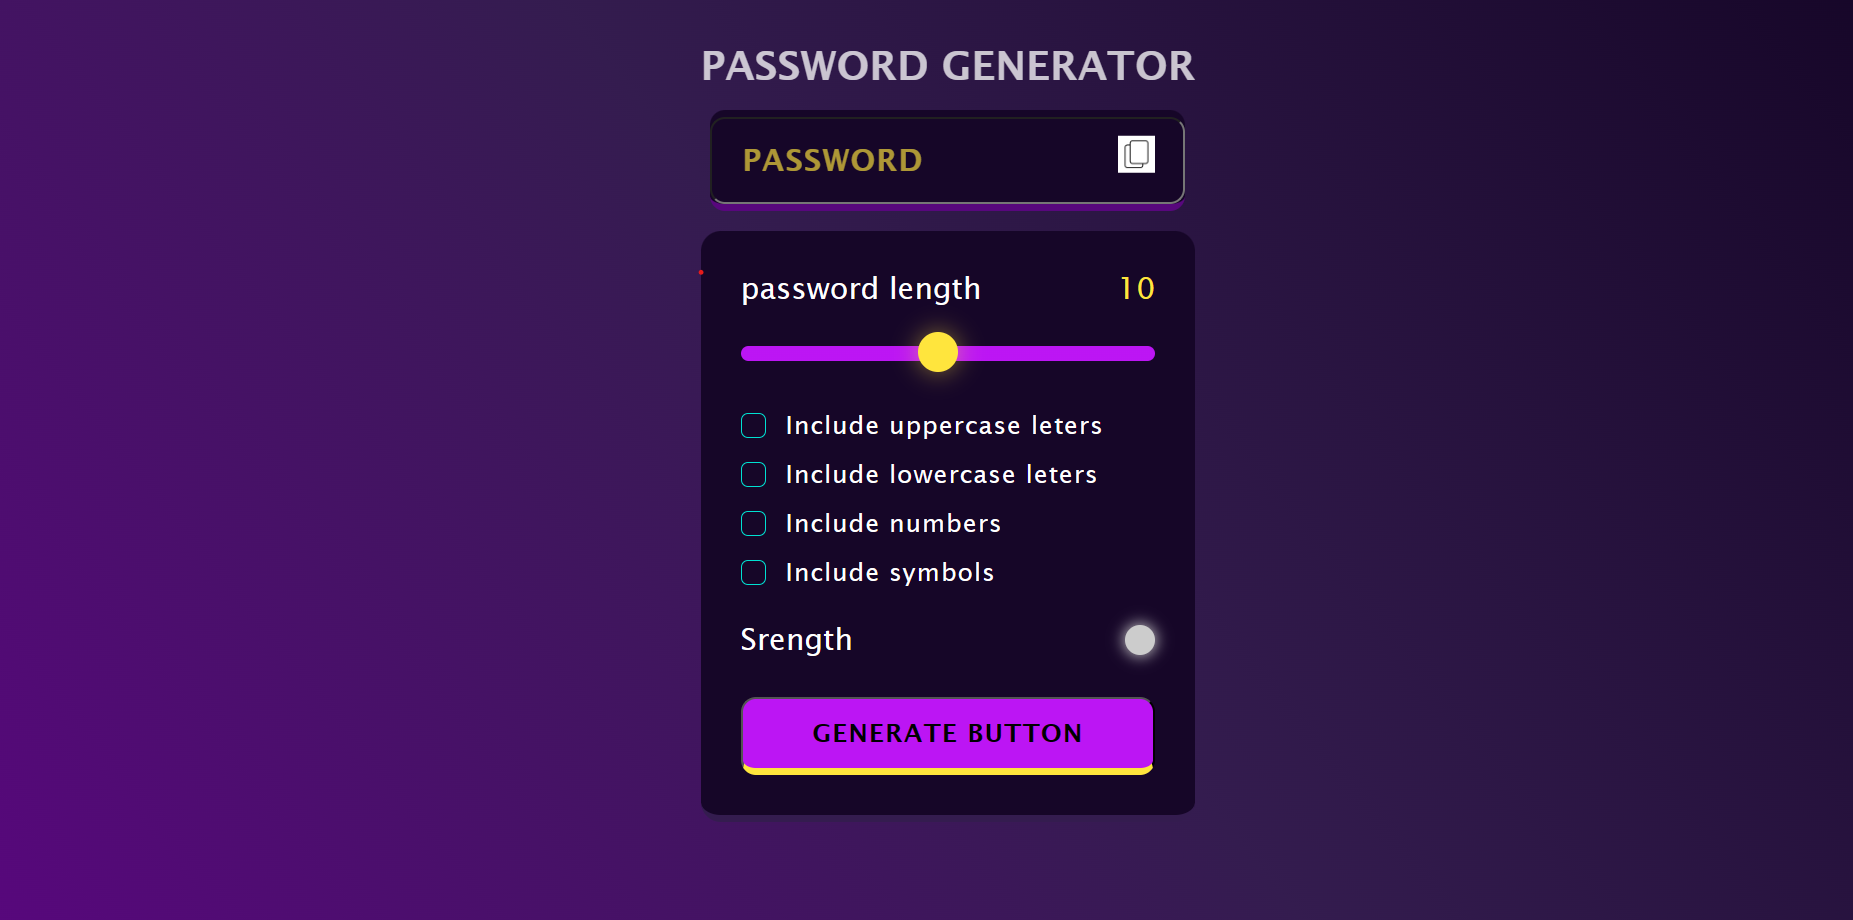 PASSWORD GENERATOR
PASSWORD
password length 10
Include uppercase leters
Include lowercase leters
Include numbers
Include symbols
Srength
GENERATE BUTTON